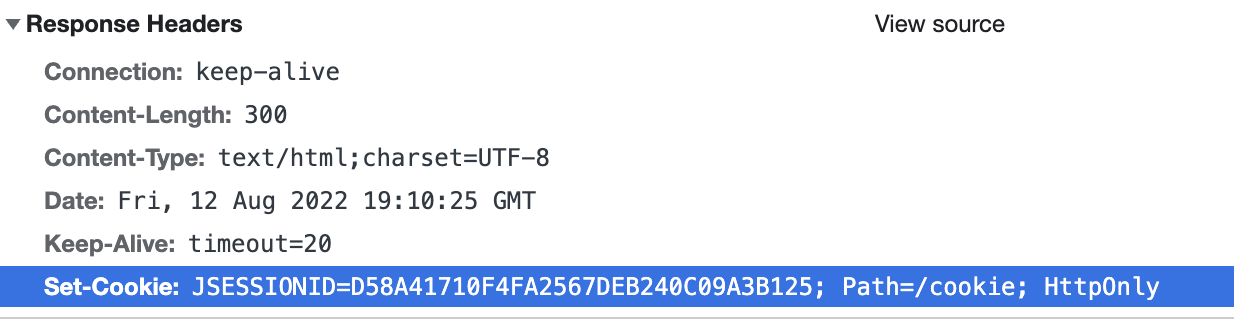 Response Headers View source
Connection: keep-alive
Content-Length: 300
Content-Type: text/html;charset=UTF-8
Date: Fri, 12 Aug 2022 19:10:25 GMT
Keep-Alive: timeout=20
Set-Cookie: JSESSIONID=D58A41710F4FA2567DEB240C09A3B125; Path=/cookie; HttpOnly